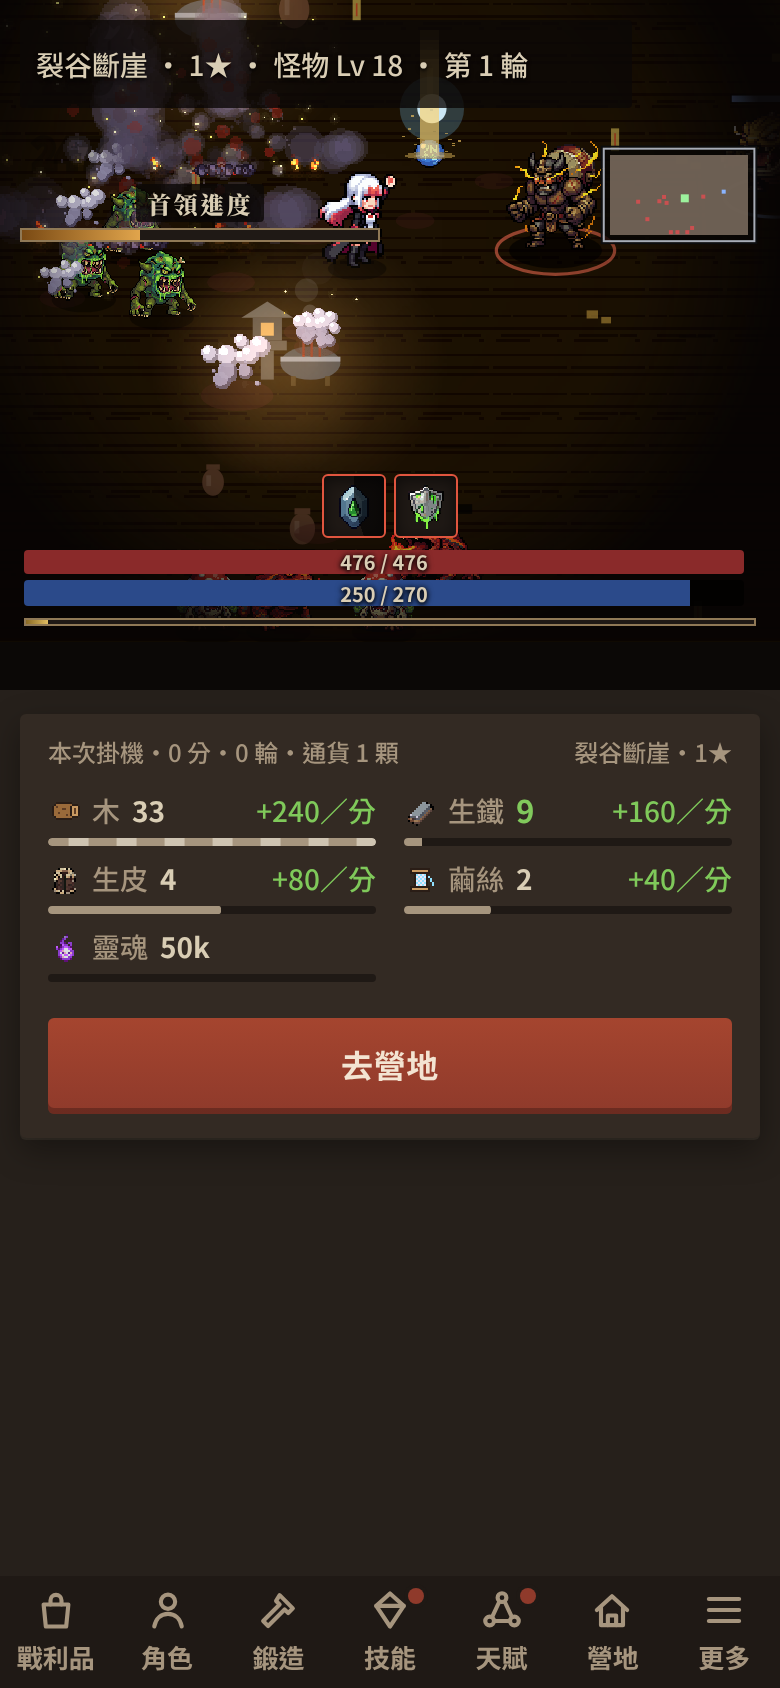 裂谷斷崖 • 1★ • 怪物 Lv 18 • 第 1 輪
首領進度
476 / 476
250 / 270
本次掛機・0 分・0 輪・通貨 1 顆
裂谷斷崖・1★
木 33 +240／分
生鐵 9 +160／分
生皮 4 +80／分
繭絲 2 +40／分
靈魂 50k
去營地
戰利品 角色 鍛造 技能 天賦 營地 更多